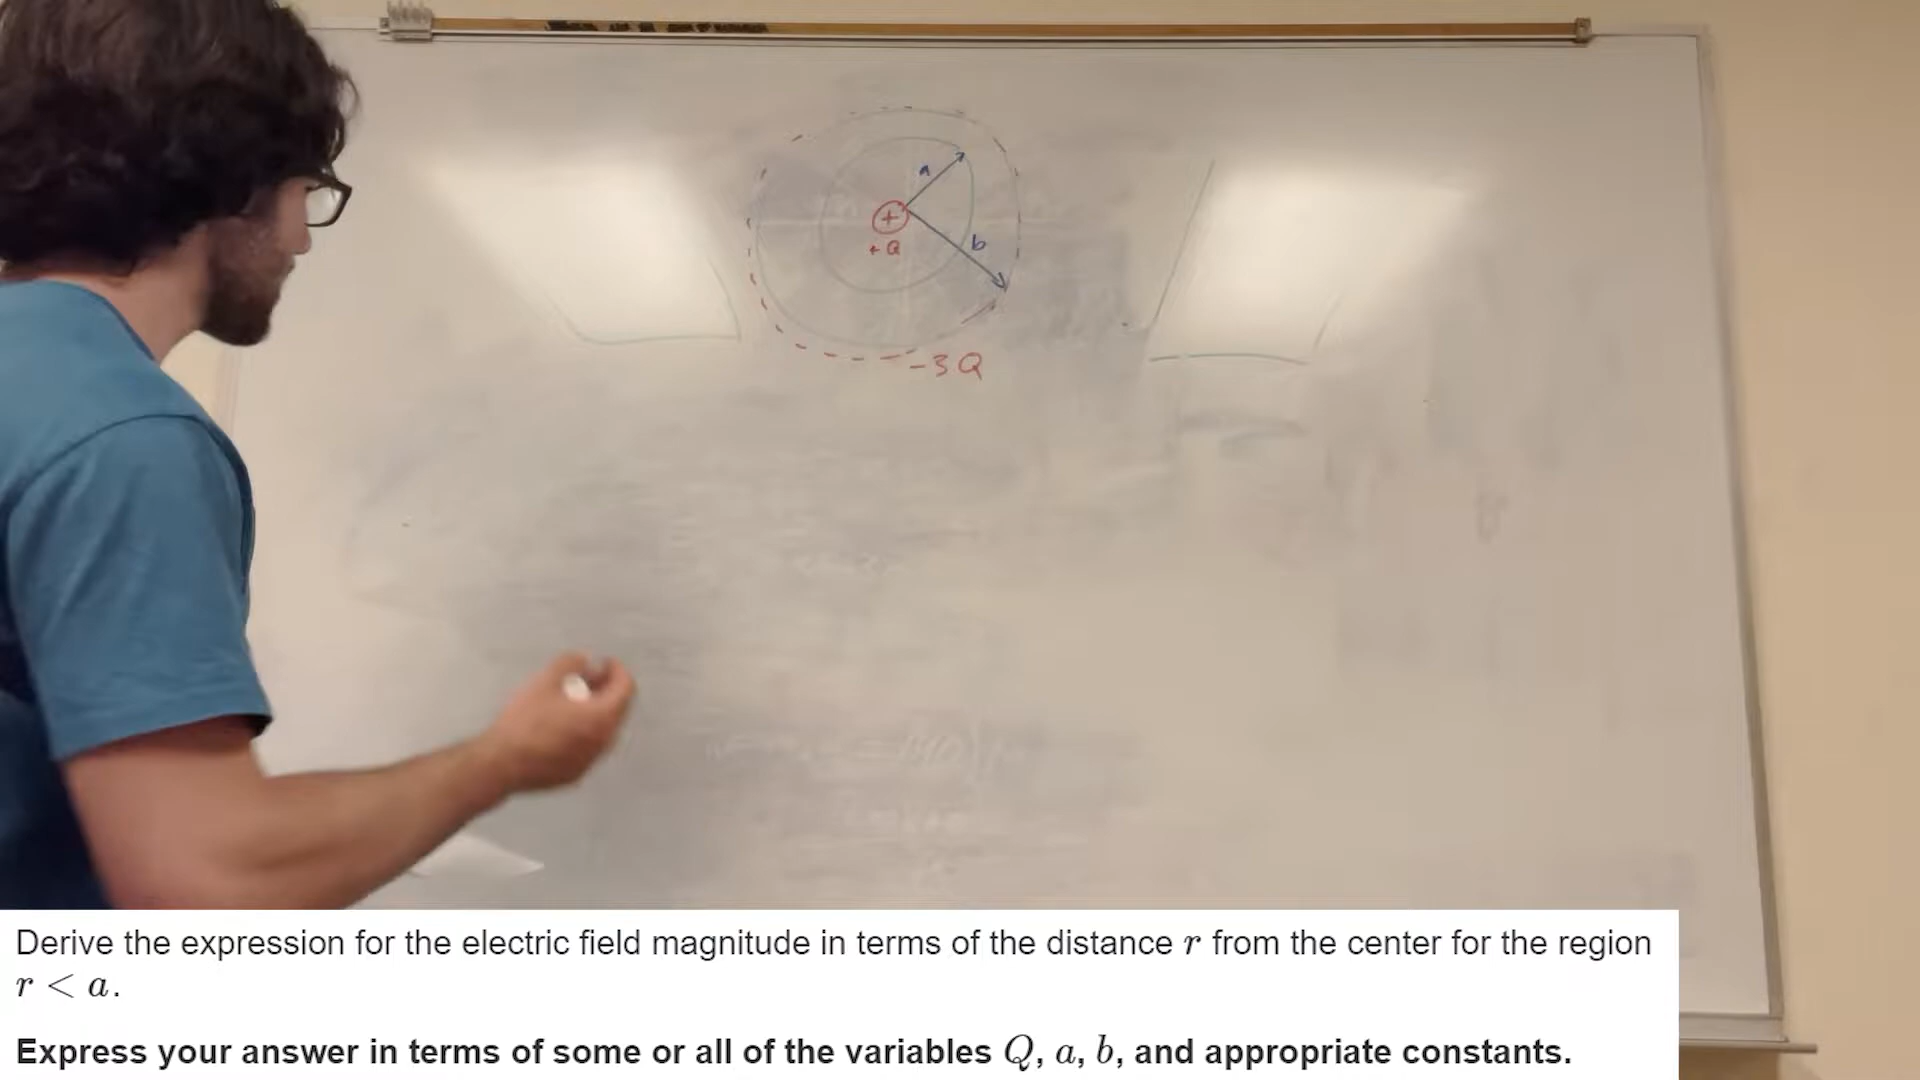 a
+
+Q
b
-3Q
Derive the expression for the electric field magnitude in terms of the distance r from the center for the region
r < a.
Express your answer in terms of some or all of the variables Q, a, b, and appropriate constants.